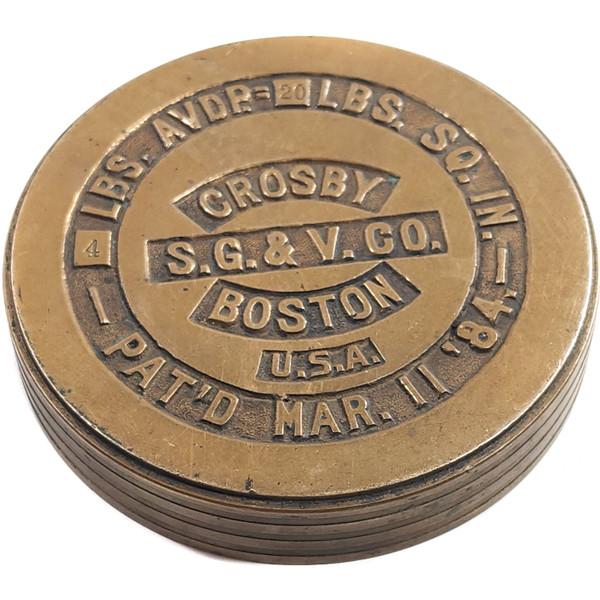 4 LBS. AVDP.= 20 LBS. SQ. IN.
CROSBY
S.G. & V. CO.
BOSTON
U.S.A.
PAT'D MAR. 11 '84.